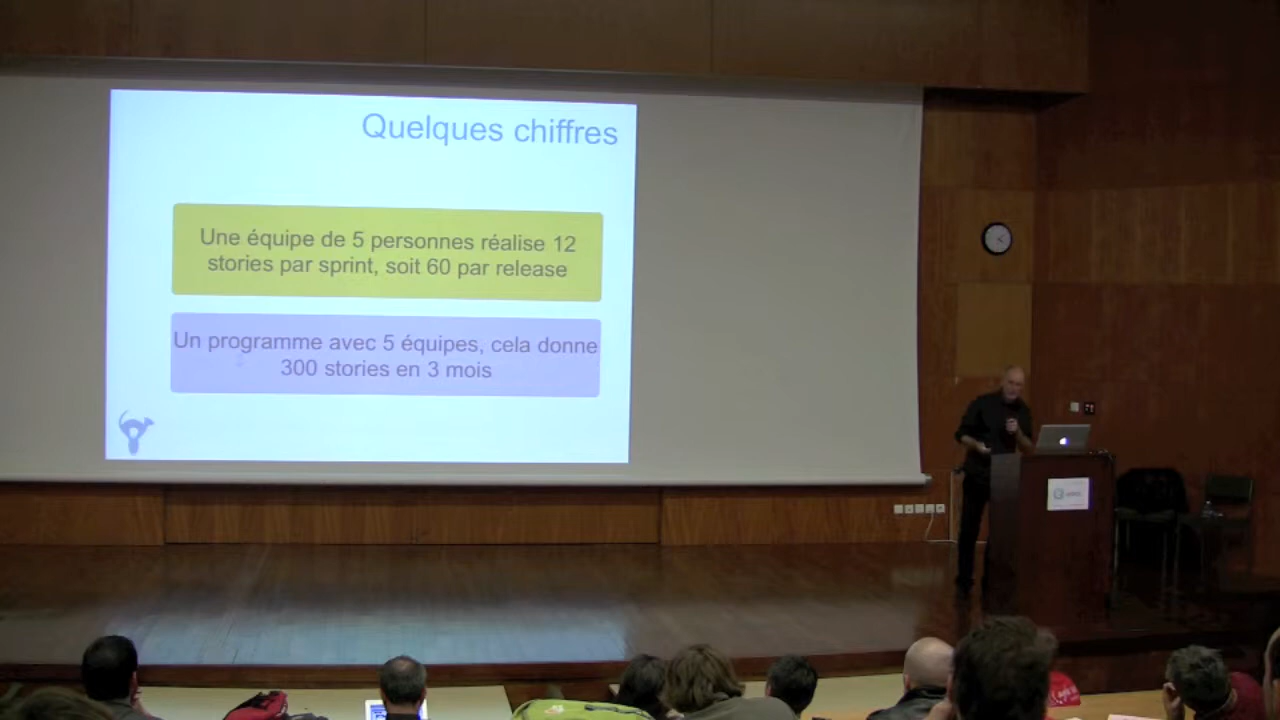 Quelques chiffres
Une équipe de 5 personnes réalise 12
stories par sprint, soit 60 par release
Un programme avec 5 équipes, cela donne
300 stories en 3 mois